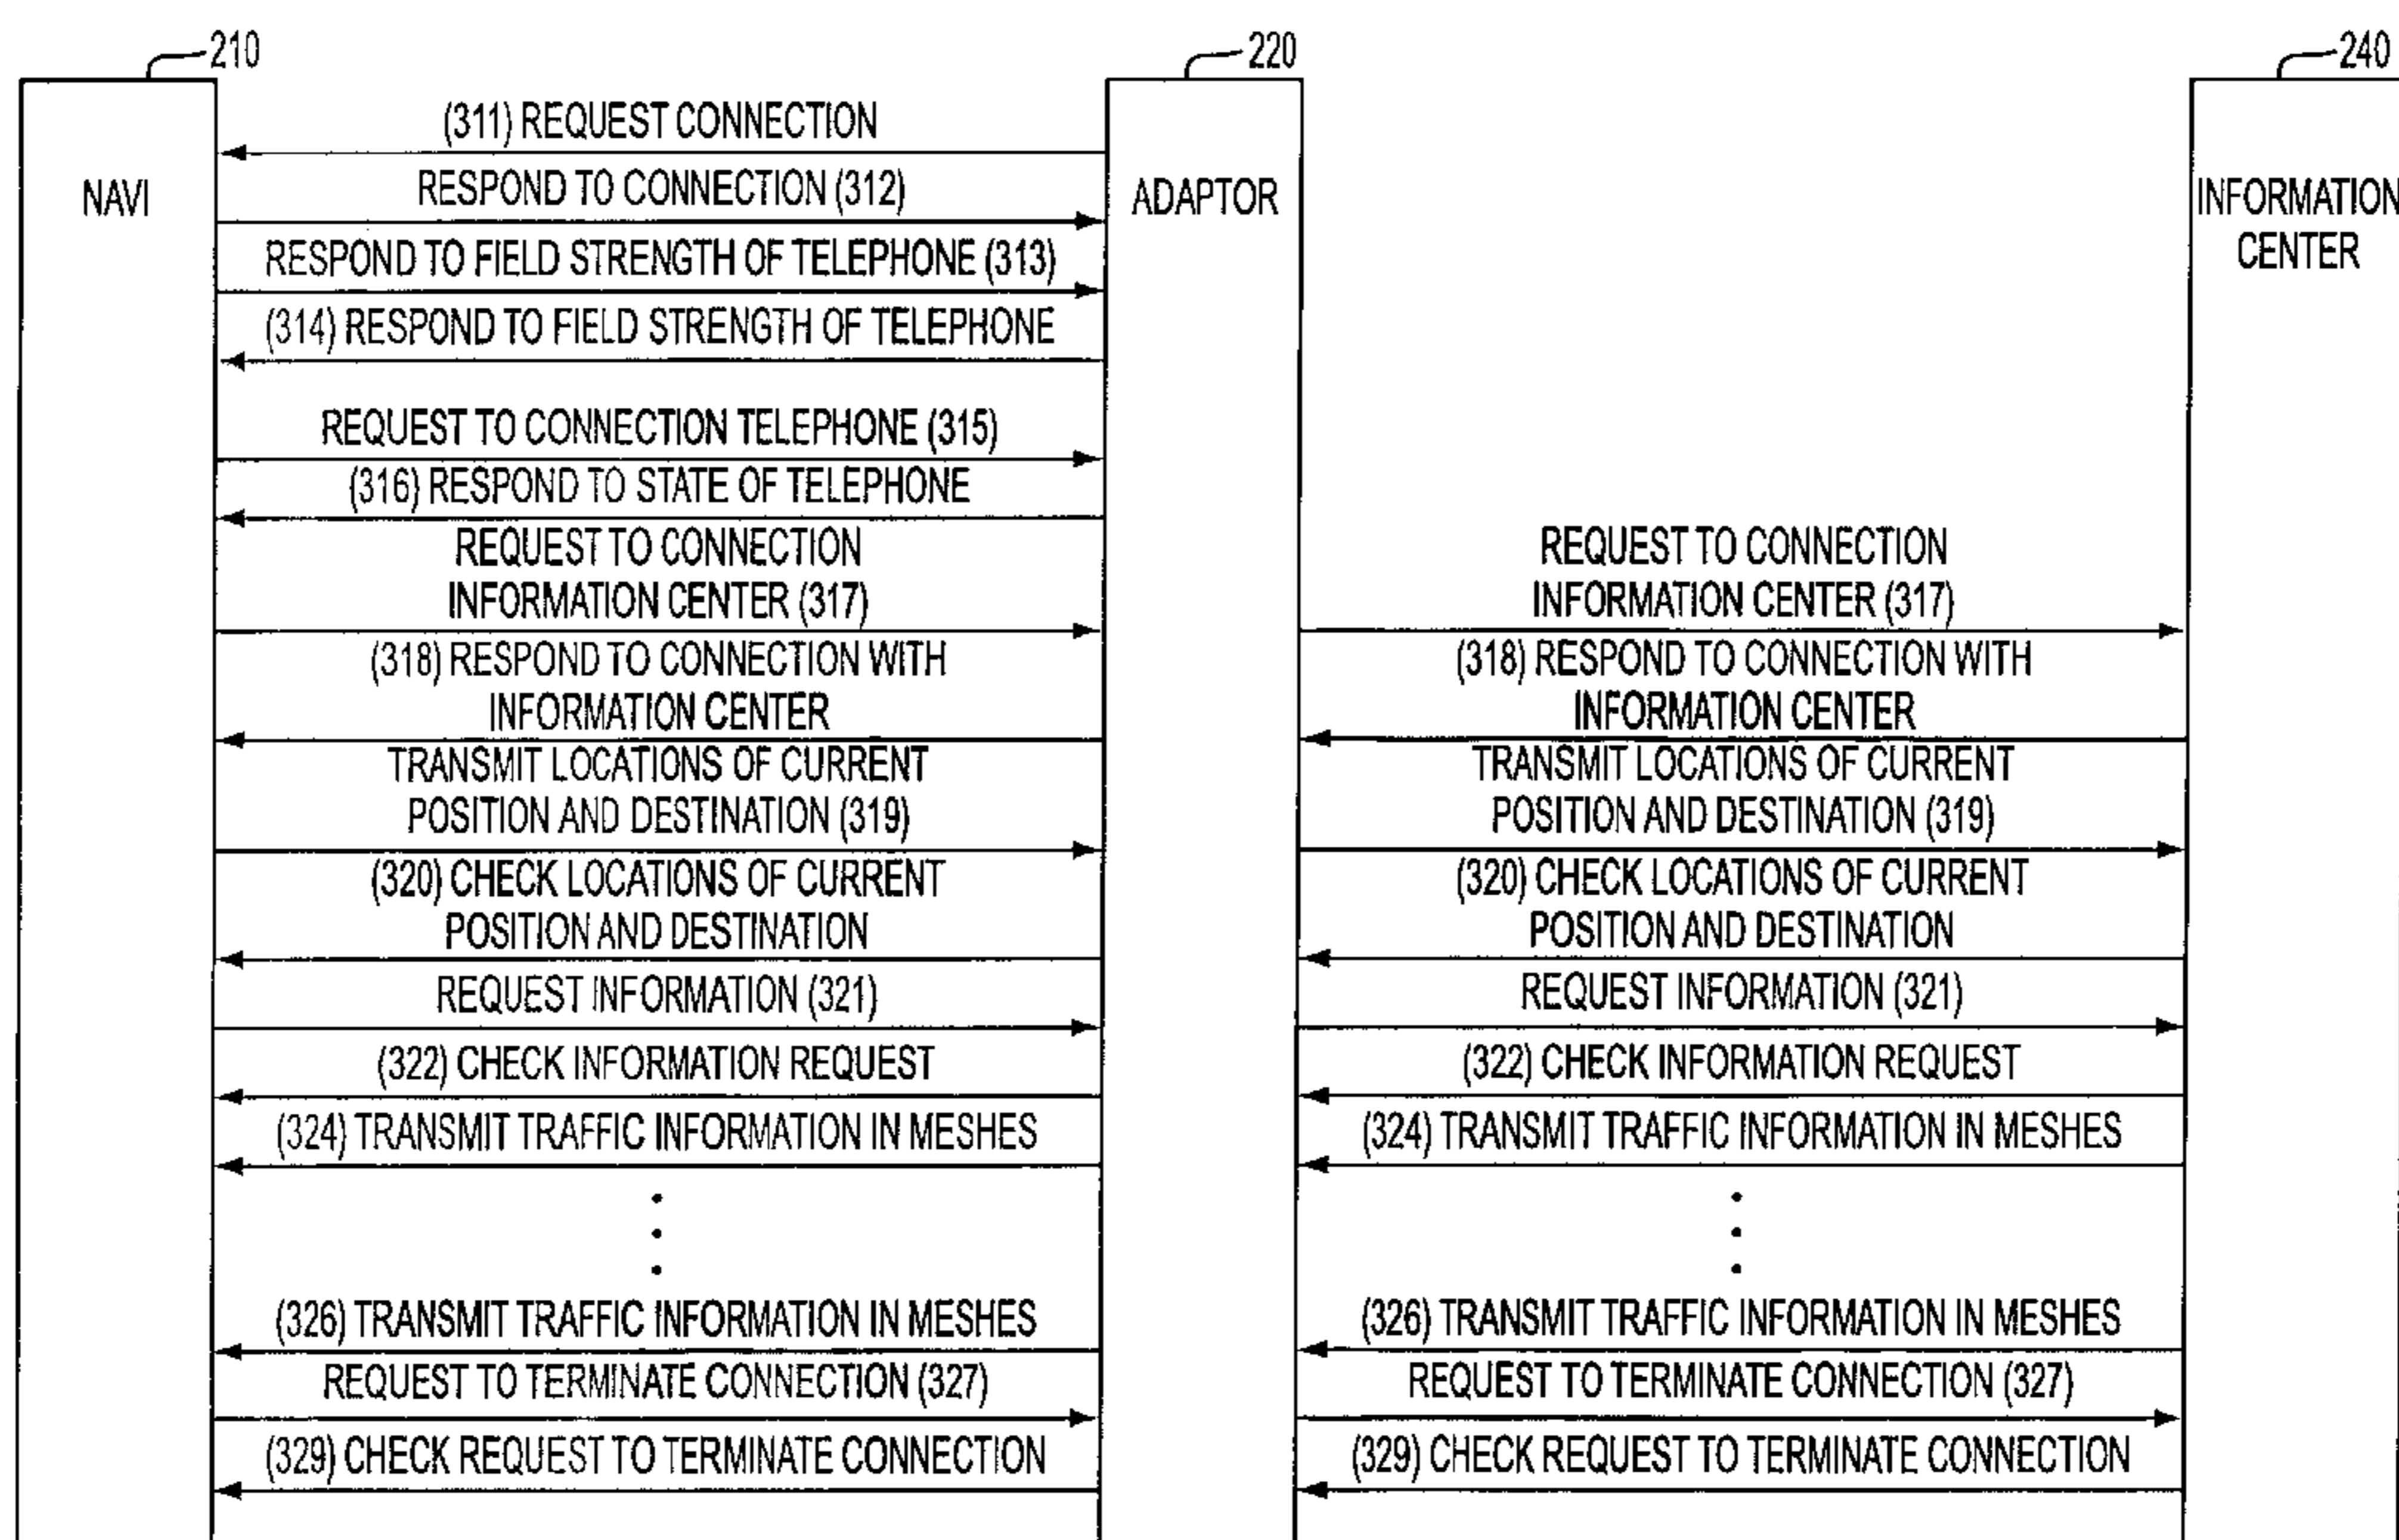 210
220
240
NAVI
ADAPTOR
INFORMATION
CENTER
(311) REQUEST CONNECTION
RESPOND TO CONNECTION (312)
RESPOND TO FIELD STRENGTH OF TELEPHONE (313)
(314) RESPOND TO FIELD STRENGTH OF TELEPHONE
REQUEST TO CONNECTION TELEPHONE (315)
(316) RESPOND TO STATE OF TELEPHONE
REQUEST TO CONNECTION
INFORMATION CENTER (317)
REQUEST TO CONNECTION
INFORMATION CENTER (317)
(318) RESPOND TO CONNECTION WITH
INFORMATION CENTER
(318) RESPOND TO CONNECTION WITH
INFORMATION CENTER
TRANSMIT LOCATIONS OF CURRENT
POSITION AND DESTINATION (319)
TRANSMIT LOCATIONS OF CURRENT
POSITION AND DESTINATION (319)
(320) CHECK LOCATIONS OF CURRENT
POSITION AND DESTINATION
(320) CHECK LOCATIONS OF CURRENT
POSITION AND DESTINATION
REQUEST INFORMATION (321)
REQUEST INFORMATION (321)
(322) CHECK INFORMATION REQUEST
(322) CHECK INFORMATION REQUEST
(324) TRANSMIT TRAFFIC INFORMATION IN MESHES
(324) TRANSMIT TRAFFIC INFORMATION IN MESHES
(326) TRANSMIT TRAFFIC INFORMATION IN MESHES
(326) TRANSMIT TRAFFIC INFORMATION IN MESHES
REQUEST TO TERMINATE CONNECTION (327)
REQUEST TO TERMINATE CONNECTION (327)
(329) CHECK REQUEST TO TERMINATE CONNECTION
(329) CHECK REQUEST TO TERMINATE CONNECTION